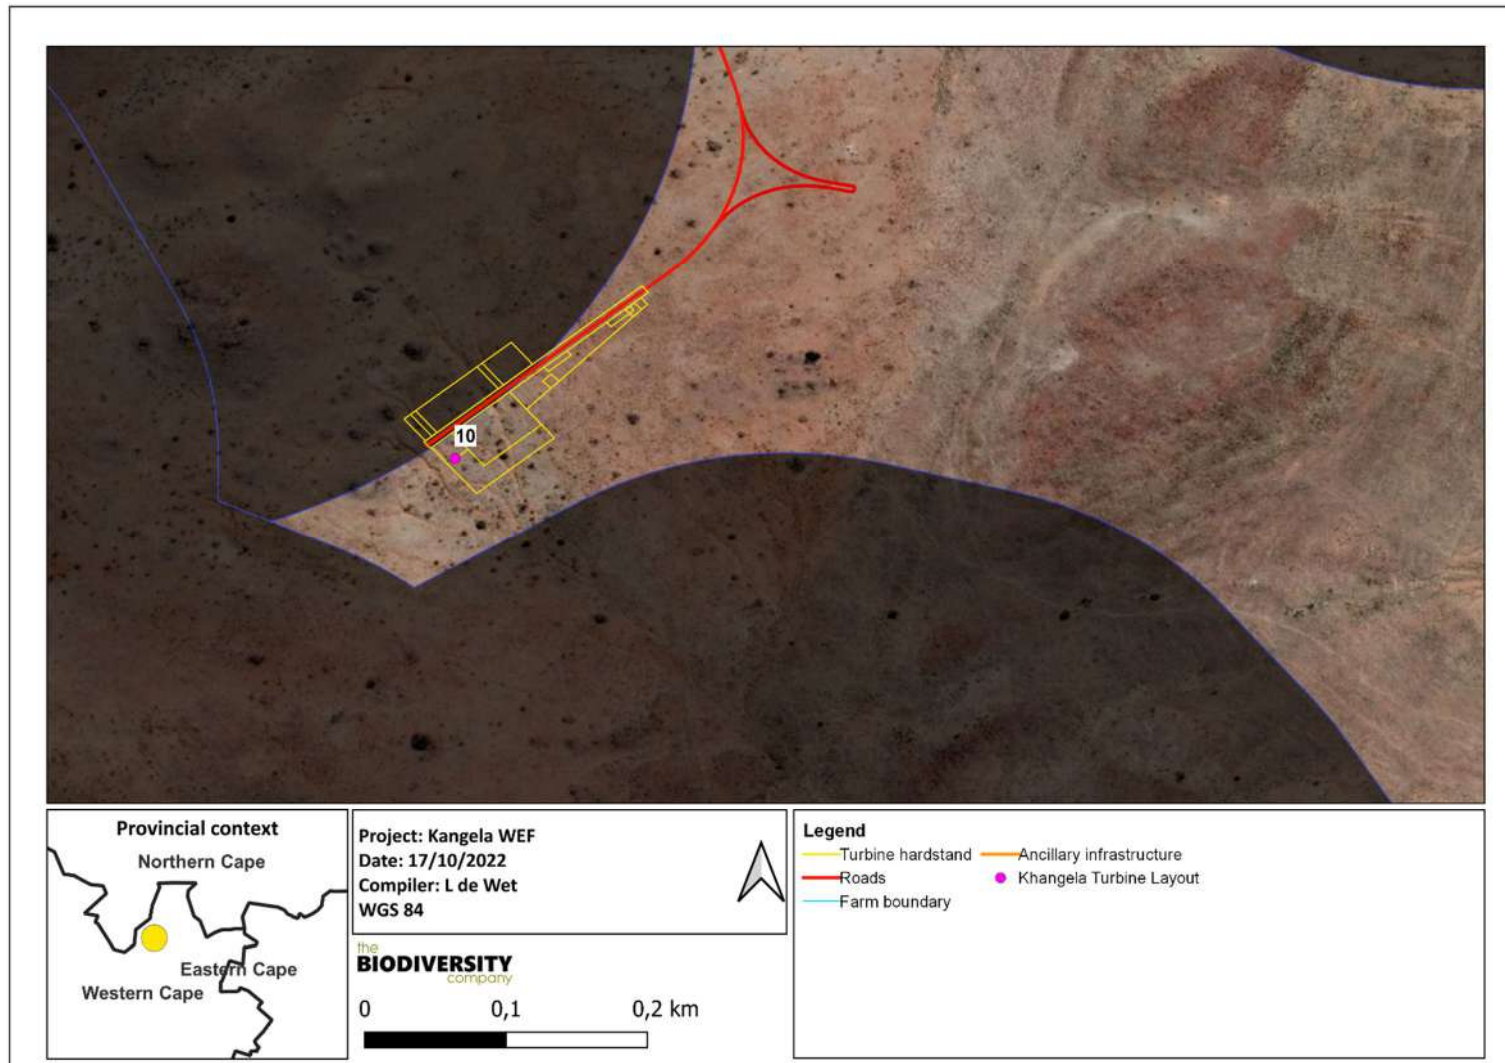 10
Provincial context
Northern Cape
Eastern Cape
Western Cape
Project: Kangela WEF
Date: 17/10/2022
Compiler: L de Wet
WGS 84
the
BIODIVERSITY
company
0 0,1 0,2 km
Legend
Turbine hardstand Ancillary infrastructure
Roads Khangela Turbine Layout
Farm boundary